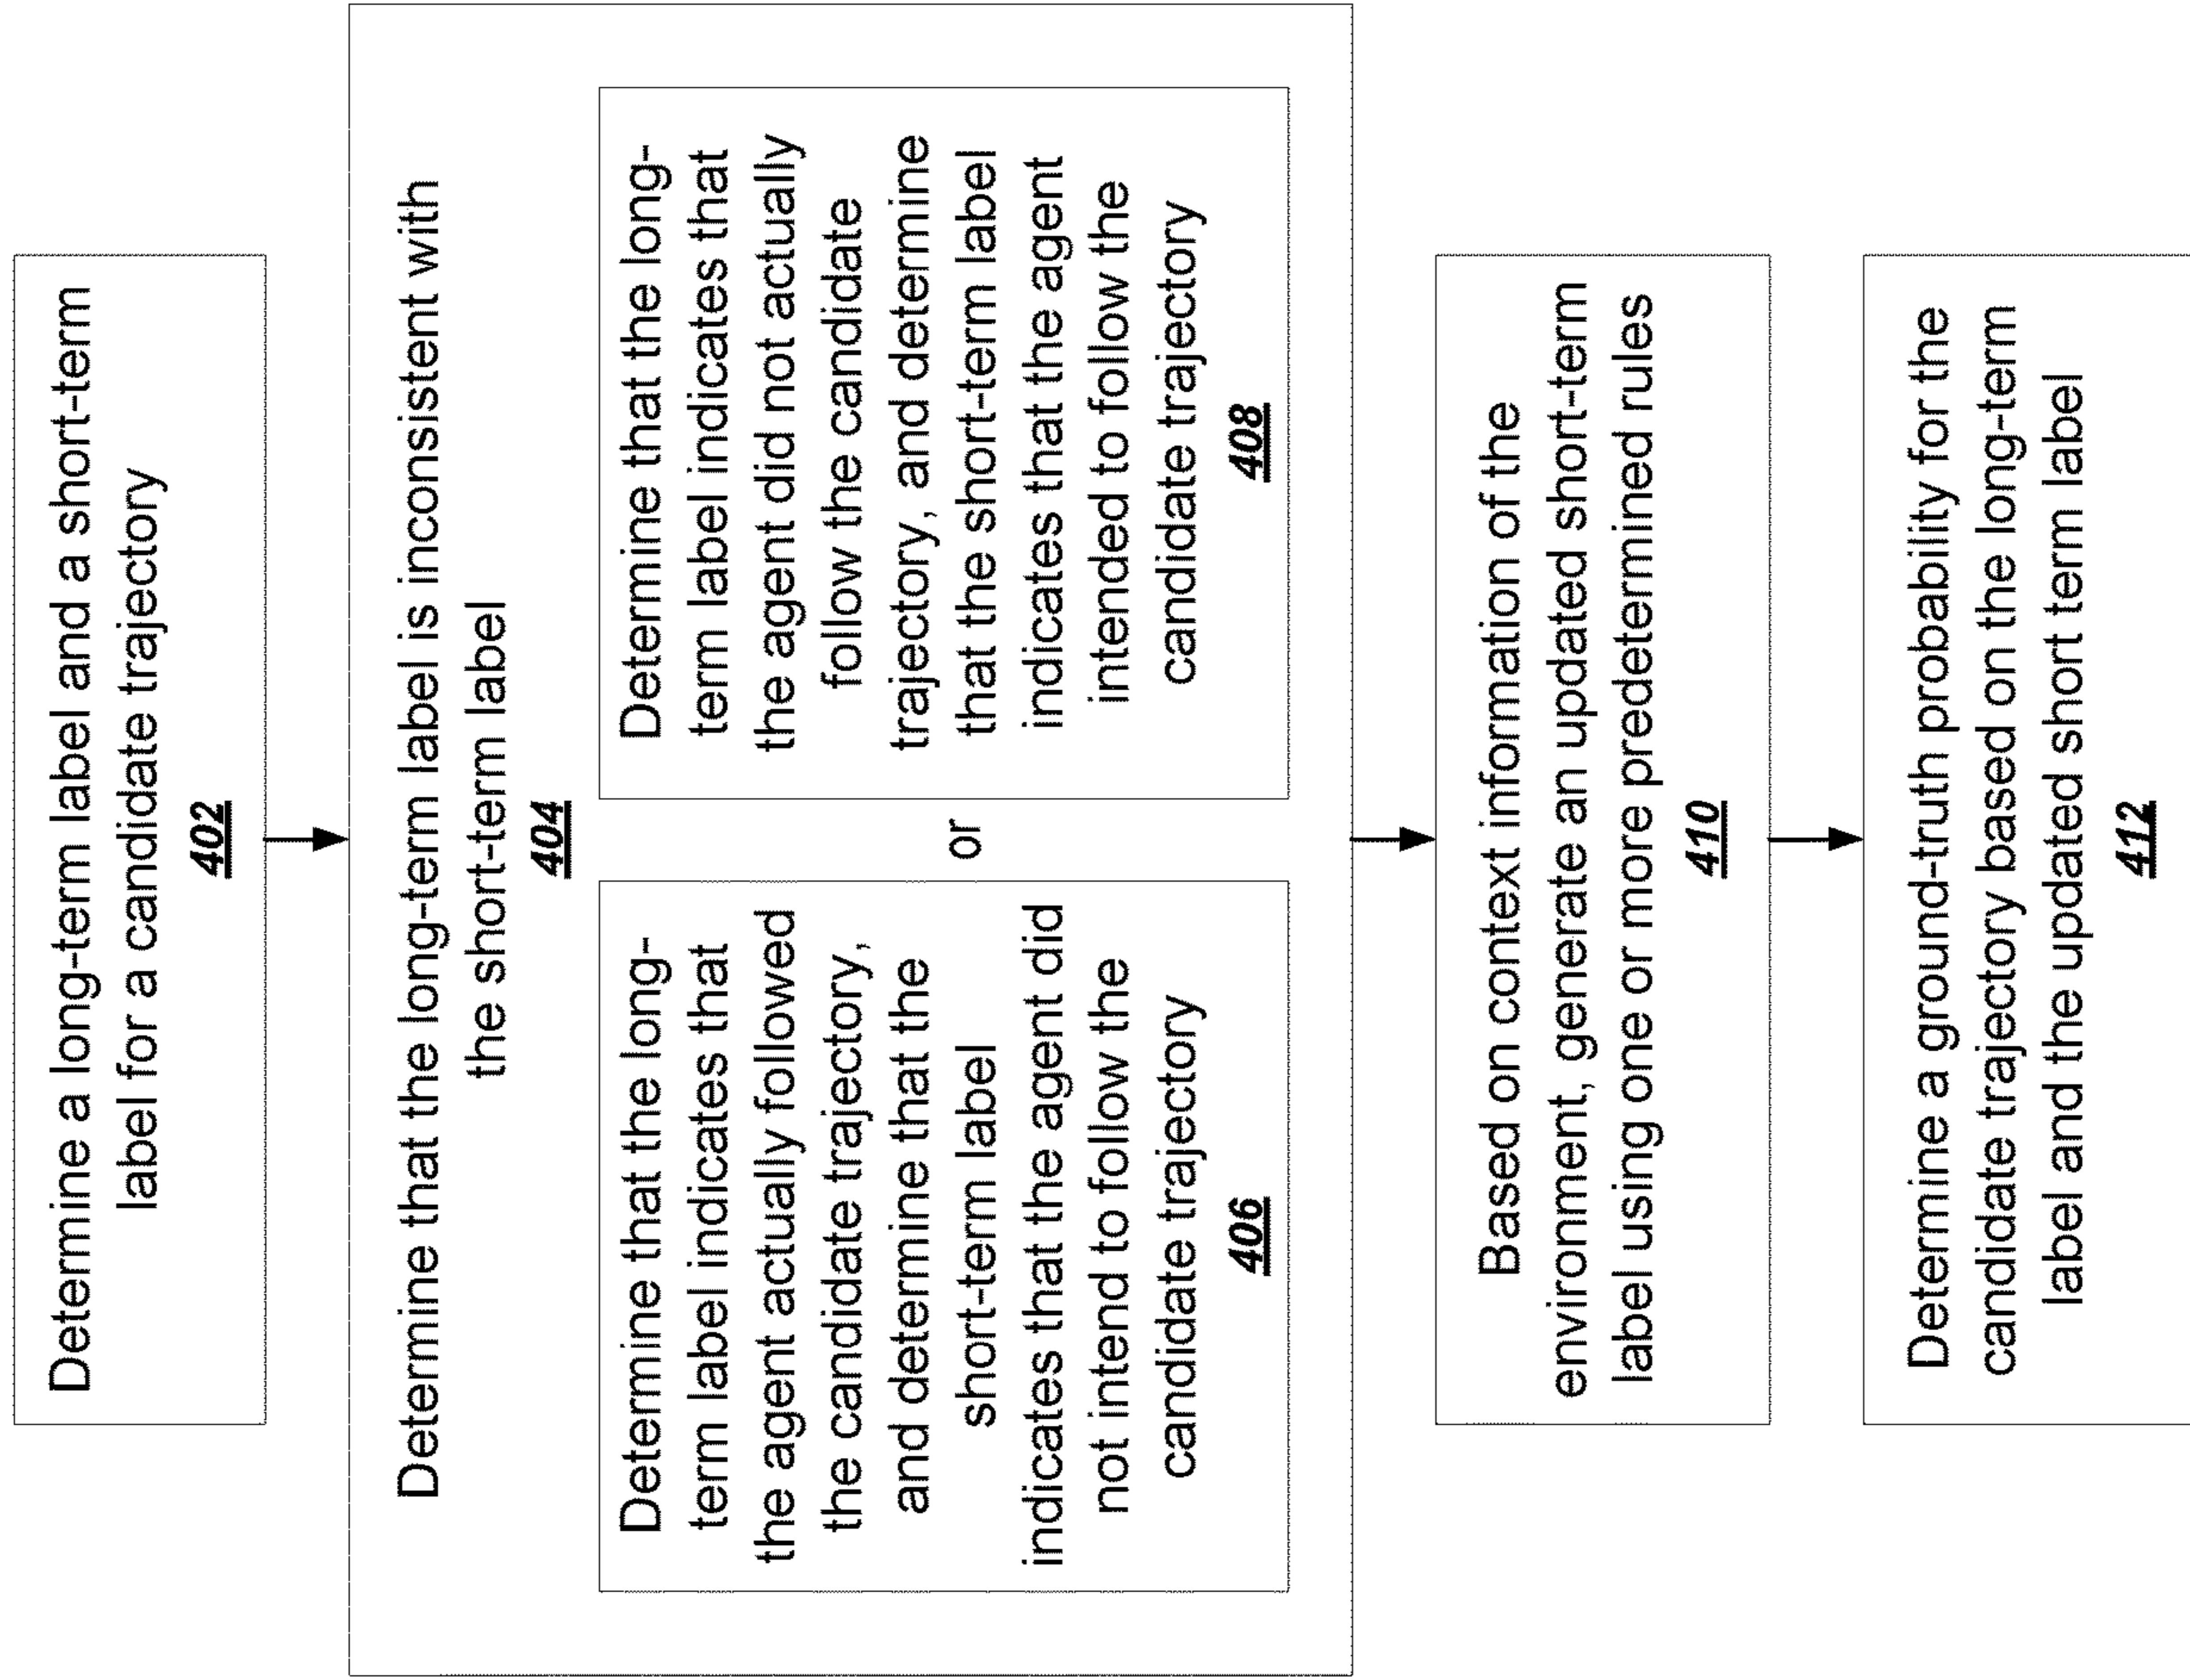 Determine a long-term label and a short-term
label for a candidate trajectory
402
Determine that the long-term label is inconsistent with
the short-term label
404
Determine that the long-
term label indicates that
the agent actually followed
the candidate trajectory,
and determine that the
short-term label
indicates that the agent did
not intend to follow the
candidate trajectory
406
or
Determine that the long-
term label indicates that
the agent did not actually
follow the candidate
trajectory, and determine
that the short-term label
indicates that the agent
intended to follow the
candidate trajectory
408
Based on context information of the
environment, generate an updated short-term
label using one or more predetermined rules
410
Determine a ground-truth probability for the
candidate trajectory based on the long-term
label and the updated short term label
412